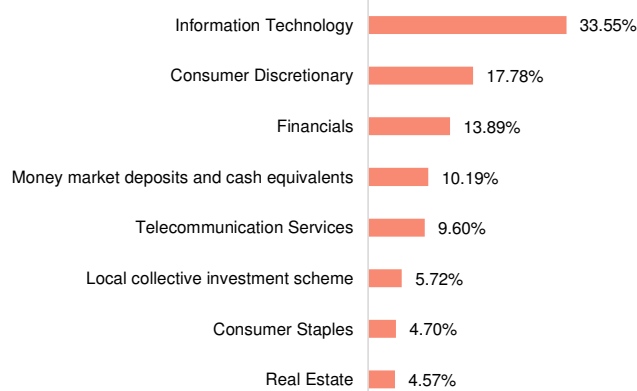 Information Technology 33.55%
Consumer Discretionary 17.78%
Financials 13.89%
Money market deposits and cash equivalents 10.19%
Telecommunication Services 9.60%
Local collective investment scheme 5.72%
Consumer Staples 4.70%
Real Estate 4.57%